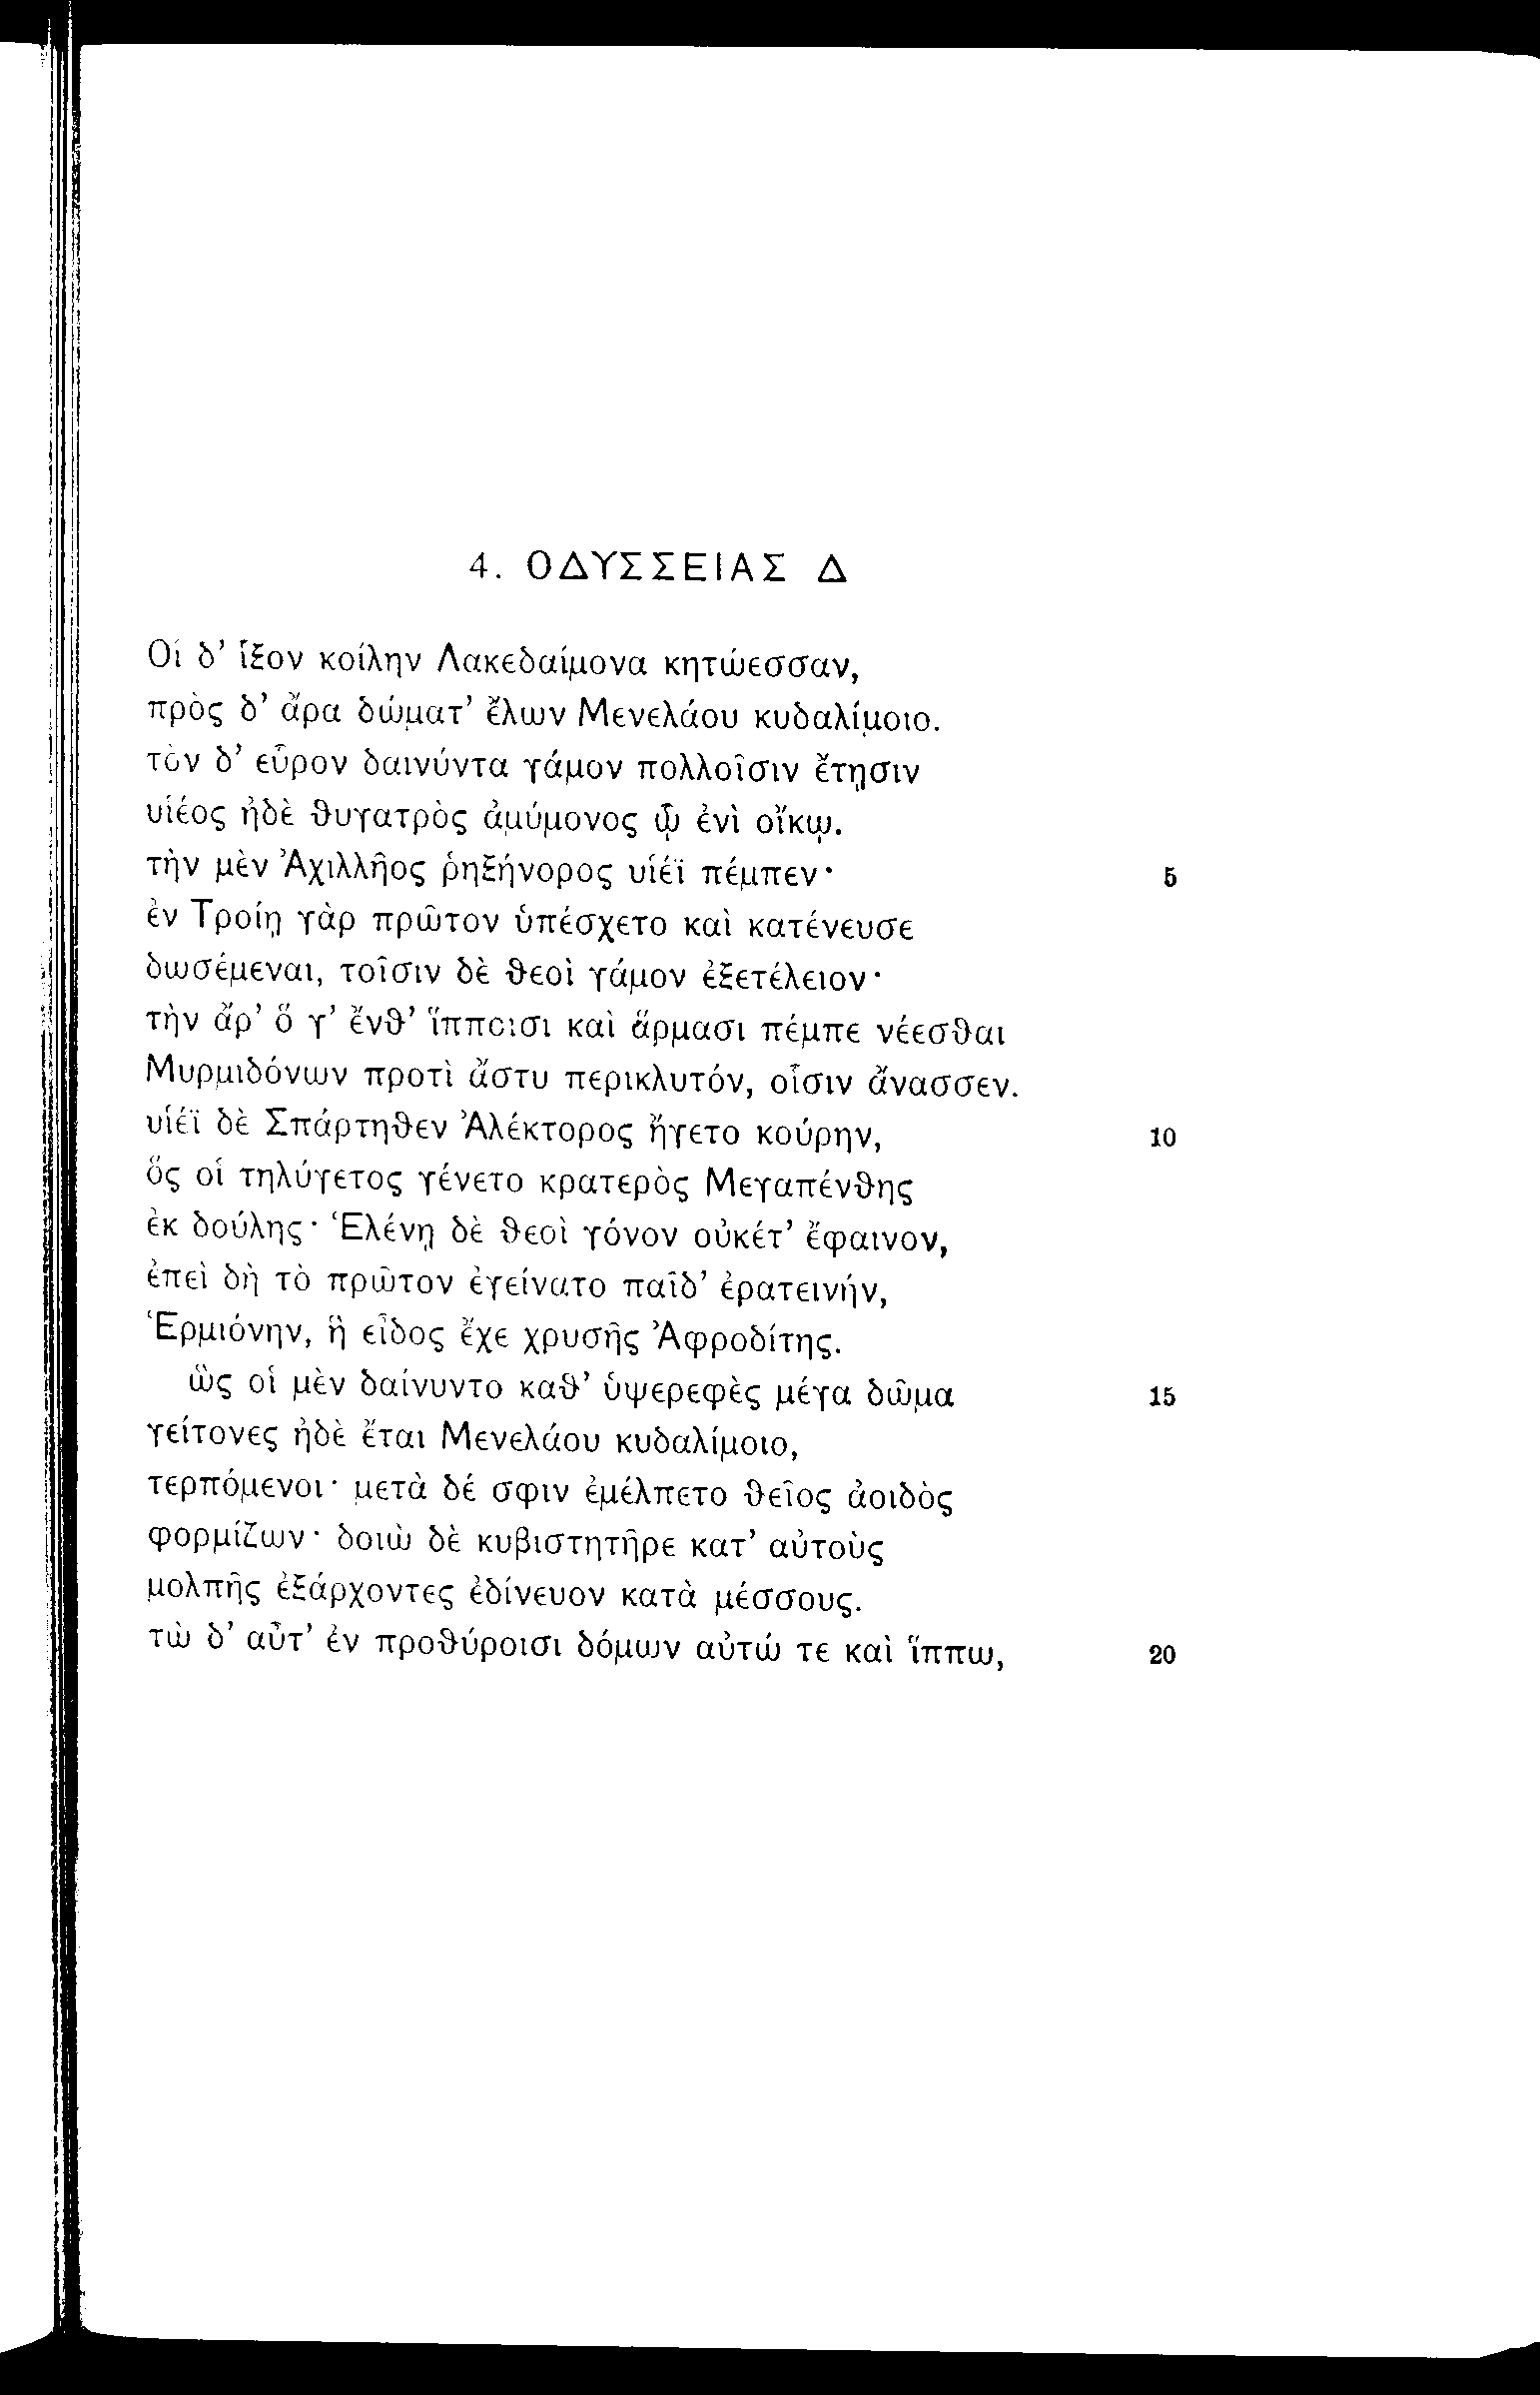 4. ΟΔΥΣΣΕΙΑΣ Δ
Οἱ δ’ ἷξον κοίλην Λακεδαίμονα κητώεσσαν,
πρὸς δ’ ἄρα δώματ’ ἔλων Μενελάου κυδαλίμοιο.
τὸν δ’ εὗρον δαινύντα γάμον πολλοῖσιν ἔτῃσιν
υἱέος ἠδὲ θυγατρὸς ἀμύμονος ᾧ ἐνὶ οἴκῳ.
τὴν μὲν Ἀχιλλῆος ῥηξήνορος υἱέϊ πέμπεν· 5
ἐν Τροίῃ γὰρ πρῶτον ὑπέσχετο καὶ κατένευσε
δωσέμεναι, τοῖσιν δὲ θεοὶ γάμον ἐξετέλειον·
τὴν ἄρ’ ὅ γ’ ἔνθ’ ἵπποισι καὶ ἅρμασι πέμπε νέεσθαι
Μυρμιδόνων προτὶ ἄστυ περικλυτόν, οἷσιν ἄνασσεν.
υἱέϊ δὲ Σπάρτηθεν Ἀλέκτορος ἤγετο κούρην, 10
ὅς οἱ τηλύγετος γένετο κρατερὸς Μεγαπένθης
ἐκ δούλης· Ἑλένῃ δὲ θεοὶ γόνον οὐκέτ’ ἔφαινον,
ἐπεὶ δὴ τὸ πρῶτον ἐγείνατο παῖδ’ ἐρατεινήν,
Ἑρμιόνην, ἣ εἶδος ἔχε χρυσῆς Ἀφροδίτης.
ὣς οἱ μὲν δαίνυντο καθ’ ὑψερεφὲς μέγα δῶμα 15
γείτονες ἠδὲ ἔται Μενελάου κυδαλίμοιο,
τερπόμενοι· μετὰ δέ σφιν ἐμέλπετο θεῖος ἀοιδὸς
φορμίζων· δοιὼ δὲ κυβιστητῆρε κατ’ αὐτοὺς
μολπῆς ἐξάρχοντες ἐδίνευον κατὰ μέσσους.
τὼ δ’ αὖτ’ ἐν προθύροισι δόμων αὐτώ τε καὶ ἵππω, 20